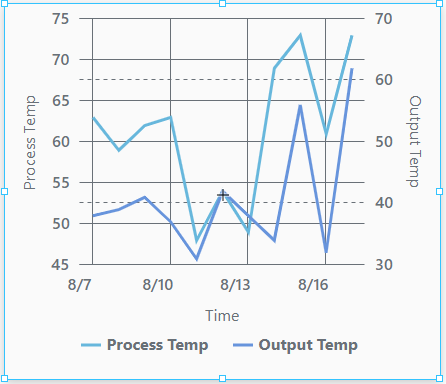 75 70
70
65 60
60 50
55
50 40
45 30
Process Temp
Output Temp
8/7 8/10 8/13 8/16
Time
Process Temp Output Temp